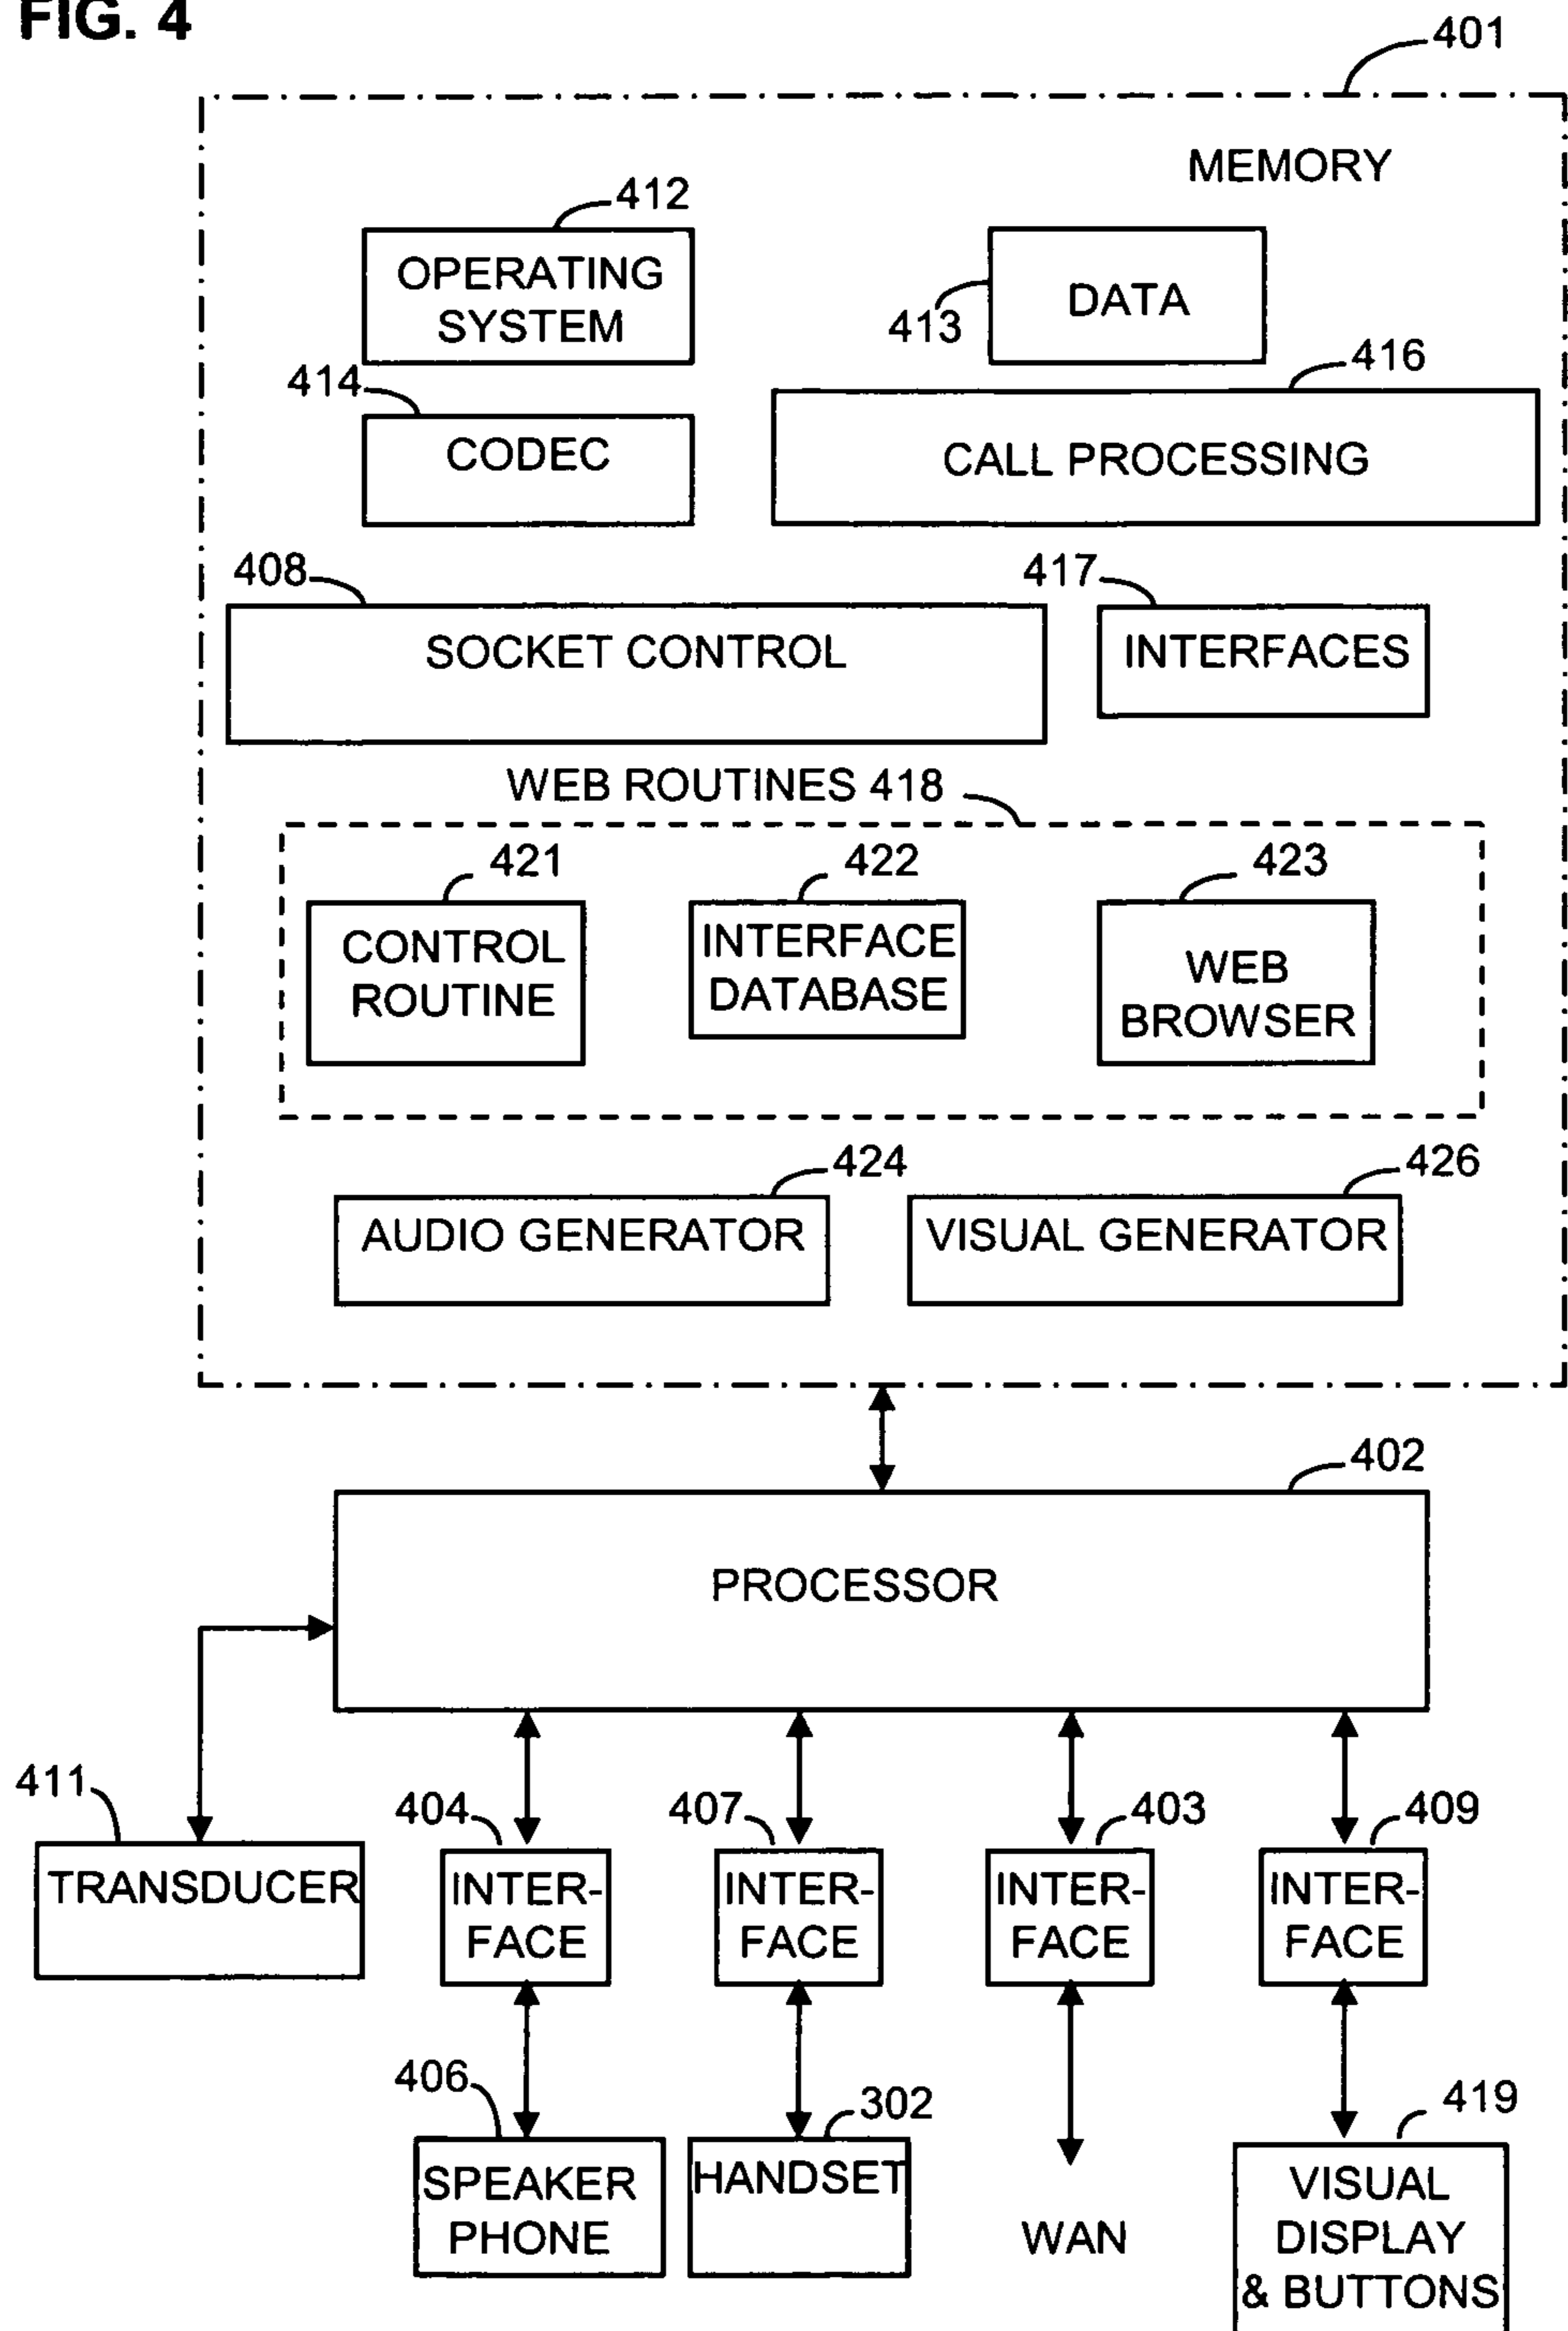 FIG. 4
401
MEMORY
412
OPERATING
SYSTEM
413
DATA
414
CODEC
416
CALL PROCESSING
408
SOCKET CONTROL
417
INTERFACES
WEB ROUTINES 418
421
CONTROL
ROUTINE
422
INTERFACE
DATABASE
423
WEB
BROWSER
424
AUDIO GENERATOR
426
VISUAL GENERATOR
402
PROCESSOR
411
TRANSDUCER
404
INTER-
FACE
407
INTER-
FACE
403
INTER-
FACE
409
INTER-
FACE
406
SPEAKER
PHONE
302
HANDSET
WAN
419
VISUAL
DISPLAY
& BUTTONS